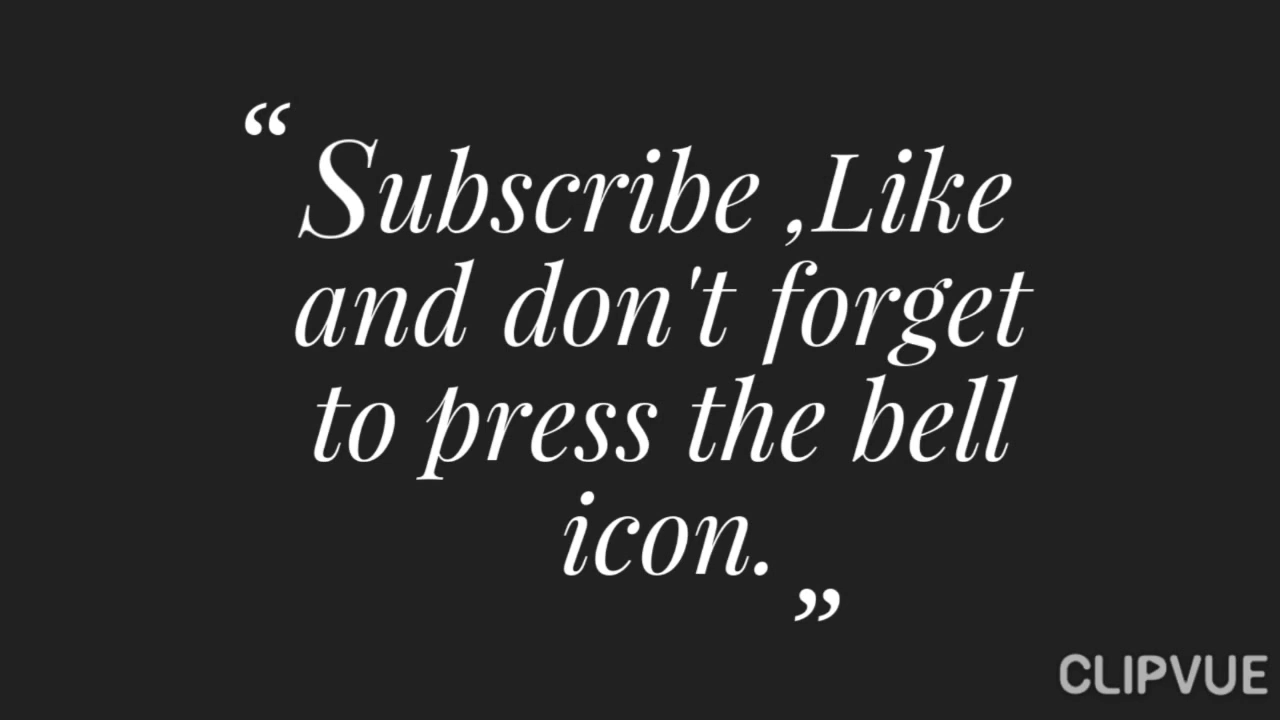 “Subscribe ,Like
and don't forget
to press the bell
icon.”
CLIPVUE